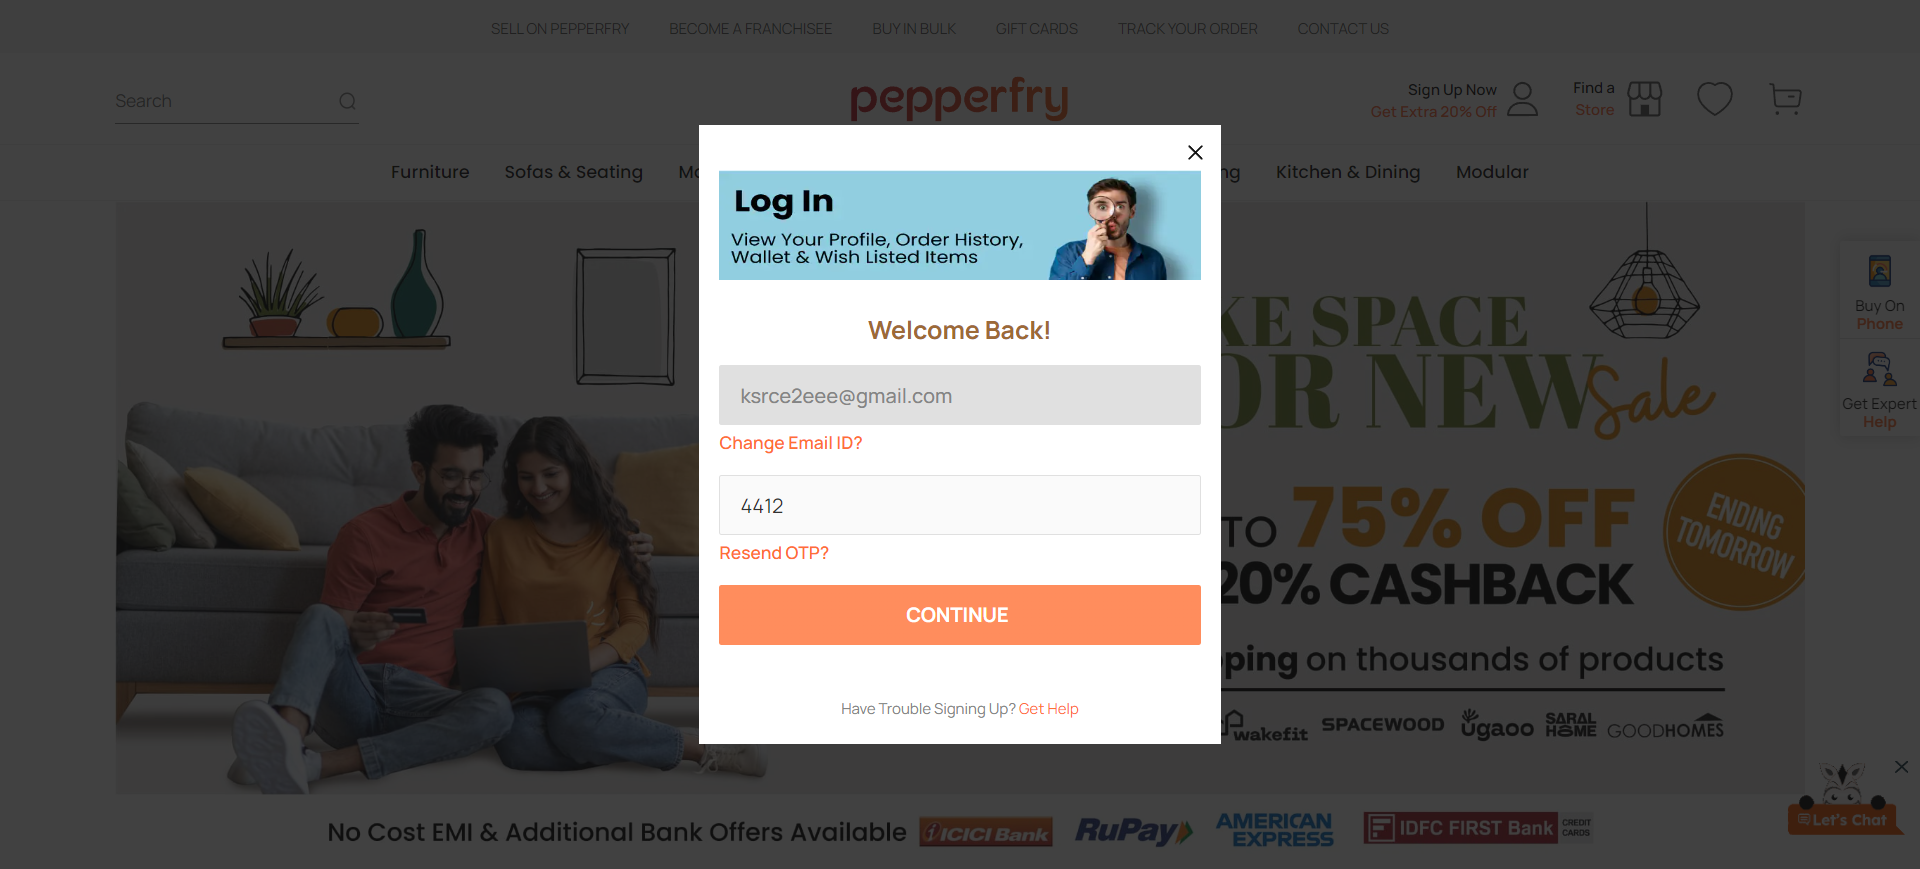 SELL ON PEPPERFRY BECOME A FRANCHISEE BUY IN BULK GIFT CARDS TRACK YOUR ORDER CONTACT US
Search
pepperfry
Sign Up Now
Get Extra 20% Off
Find a
Store
Furniture Sofas & Seating Kitchen & Dining Modular
Log In
View Your Profile, Order History,
Wallet & Wish Listed Items
Welcome Back!
ksrce2eee@gmail.com
Change Email ID?
4412
Resend OTP?
CONTINUE
Have Trouble Signing Up? Get Help
KE SPACE
OR NEW
Sale
TO 75% OFF
20% CASHBACK
ENDING
TOMORROW
pping on thousands of products
wakefit SPACEWOOD ugaoo SARAL HOME GOODHOMES
Buy On
Phone
Get Expert
Help
No Cost EMI & Additional Bank Offers Available ICICI Bank RuPay AMERICAN EXPRESS IDFC FIRST Bank CREDIT CARDS
Let's Chat